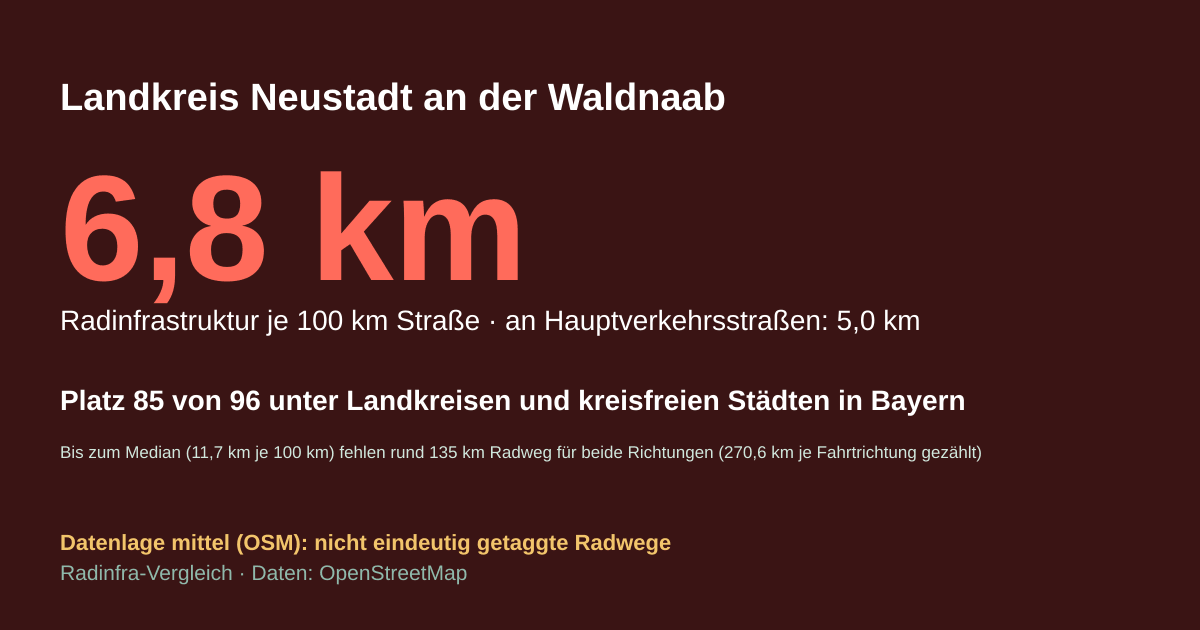 Landkreis Neustadt an der Waldnaab
6,8 km
Radinfrastruktur je 100 km Straße · an Hauptverkehrsstraßen: 5,0 km
Platz 85 von 96 unter Landkreisen und kreisfreien Städten in Bayern
Bis zum Median (11,7 km je 100 km) fehlen rund 135 km Radweg für beide Richtungen (270,6 km je Fahrtrichtung gezählt)
Datenlage mittel (OSM): nicht eindeutig getaggte Radwege
Radinfra-Vergleich · Daten: OpenStreetMap